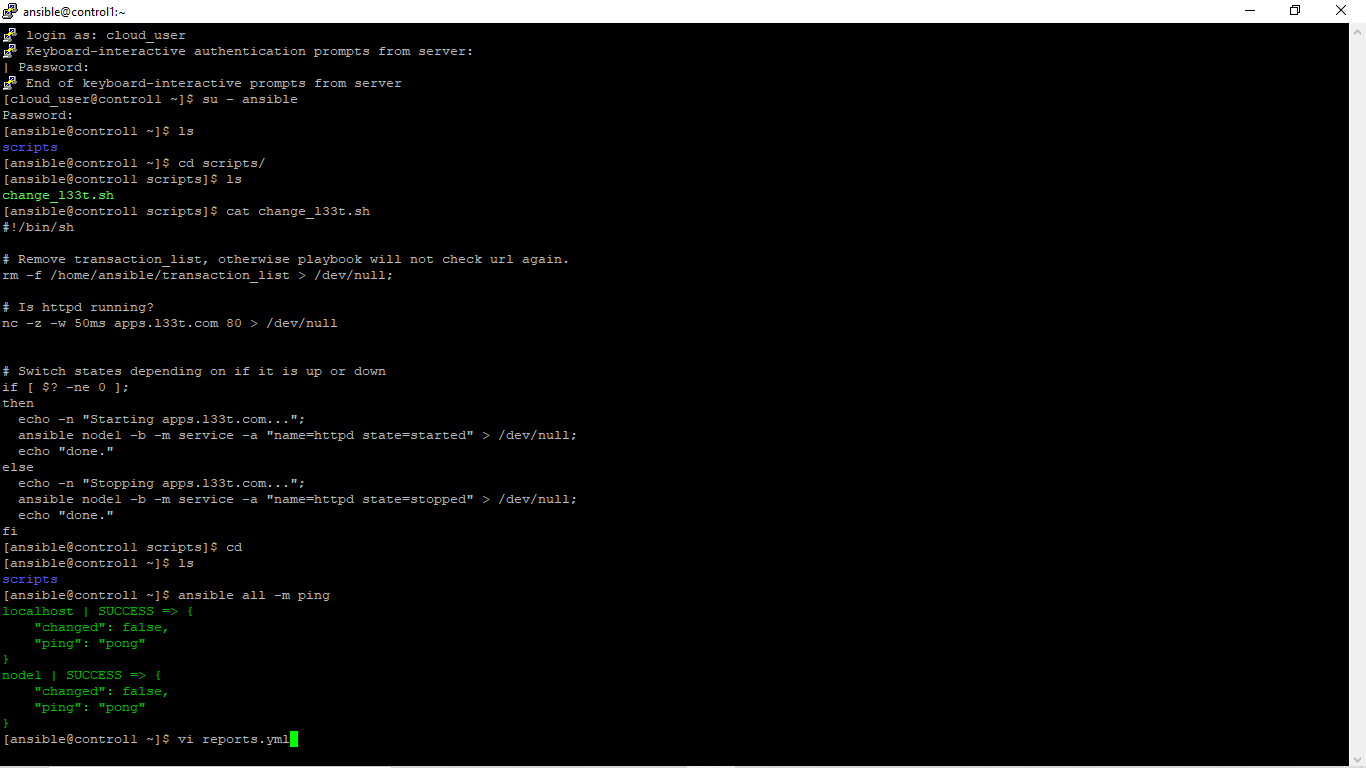 ansible@control1:~
login as: cloud_user
Keyboard-interactive authentication prompts from server:
| Password:
End of keyboard-interactive prompts from server
[cloud_user@control1 ~]$ su - ansible
Password:
[ansible@control1 ~]$ ls
scripts
[ansible@control1 ~]$ cd scripts/
[ansible@control1 scripts]$ ls
change_l33t.sh
[ansible@control1 scripts]$ cat change_l33t.sh
#!/bin/sh
# Remove transaction_list, otherwise playbook will not check url again.
rm -f /home/ansible/transaction_list > /dev/null;
# Is httpd running?
nc -z -w 50ms apps.l33t.com 80 > /dev/null
# Switch states depending on if it is up or down
if [ $? -ne 0 ];
then
  echo -n "Starting apps.l33t.com...";
  ansible node1 -b -m service -a "name=httpd state=started" > /dev/null;
  echo "done."
else
  echo -n "Stopping apps.l33t.com...";
  ansible node1 -b -m service -a "name=httpd state=stopped" > /dev/null;
  echo "done."
fi
[ansible@control1 scripts]$ cd
[ansible@control1 ~]$ ls
scripts
[ansible@control1 ~]$ ansible all -m ping
localhost | SUCCESS => {
    "changed": false,
    "ping": "pong"
}
node1 | SUCCESS => {
    "changed": false,
    "ping": "pong"
}
[ansible@control1 ~]$ vi reports.yml